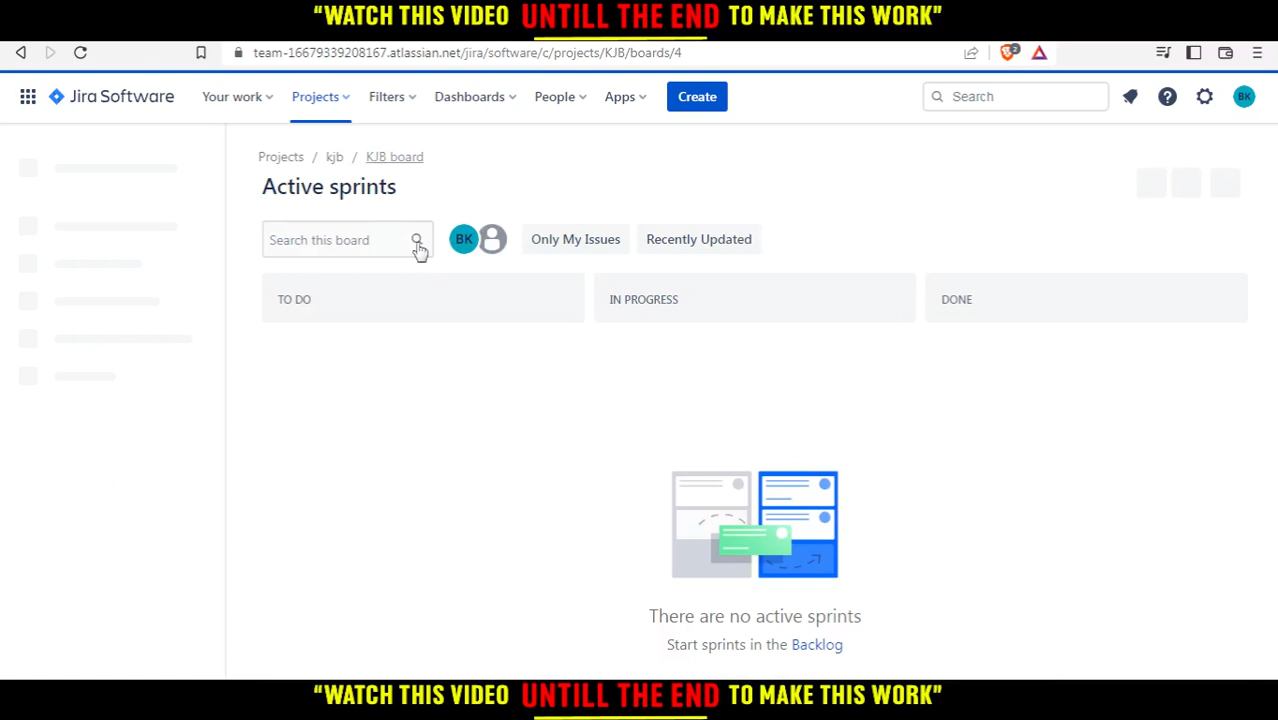 “WATCH THIS VIDEO UNTILL THE END TO MAKE THIS WORK”
team-16679339208167.atlassian.net/jira/software/c/projects/KJB/boards/4
2
Jira Software Your work Projects Filters Dashboards People Apps Create Search BK
Projects / kjb / KJB board
Active sprints
Search this board BK Only My Issues Recently Updated
TO DO IN PROGRESS DONE
There are no active sprints
Start sprints in the Backlog
“WATCH THIS VIDEO UNTILL THE END TO MAKE THIS WORK”